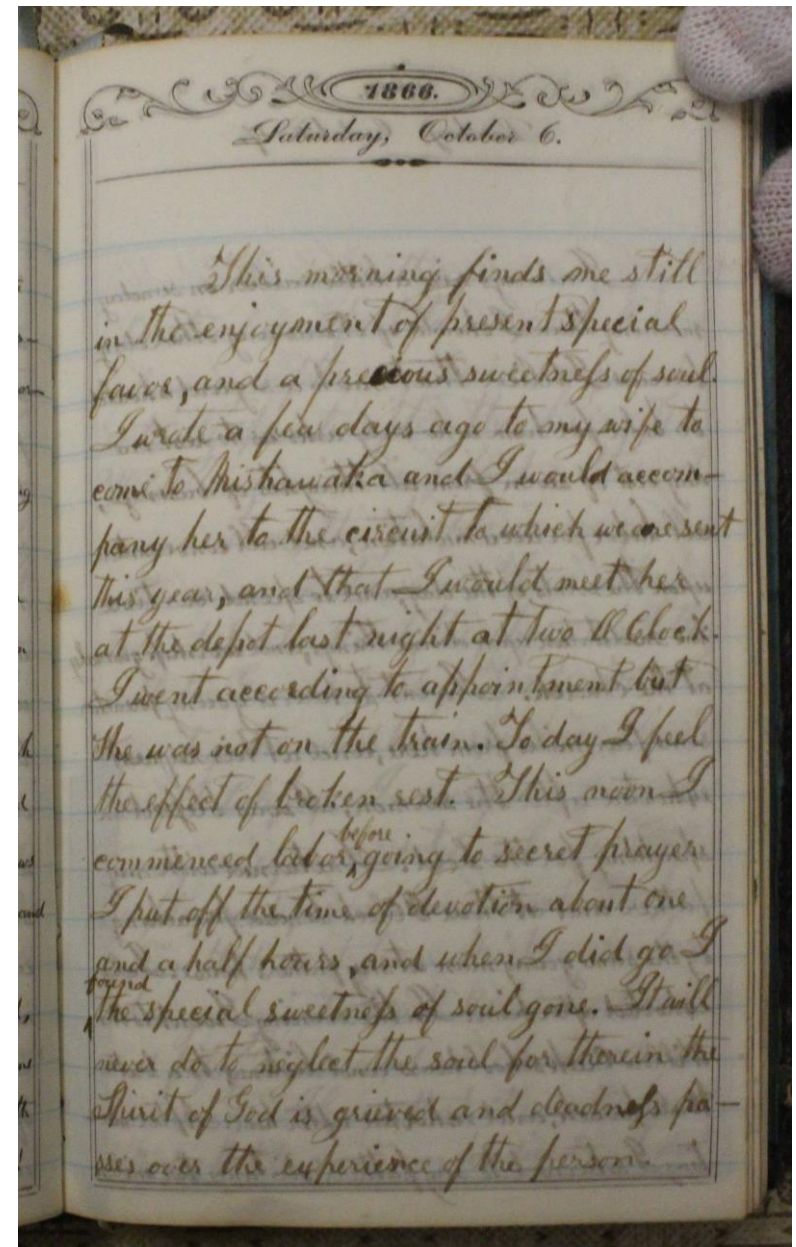 1866.
Saturday, October 6.
This morning finds me still
in the enjoyment of present special
favor, and a precious sweetness of soul.
I wrote a few days ago to my wife to
come to Mishawaka and I would accom-
pany her to the circuit to which we are sent
this year, and that I would meet her
at the depot last night at two O Clock.
I went according to appointment but
she was not on the train. To day I feel
the effect of broken rest. This noon I
before
commenced labor, going to secret prayer
I put off the time of devotion about one
and a half hours, and when I did go I
found
the special sweetness of soul gone. It will
never do to neglect the soul for therein the
Spirit of God is grieved and deadness pa-
sses over the experience of the person.